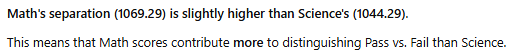 Math's separation (1069.29) is slightly higher than Science's (1044.29).
This means that Math scores contribute more to distinguishing Pass vs. Fail than Science.